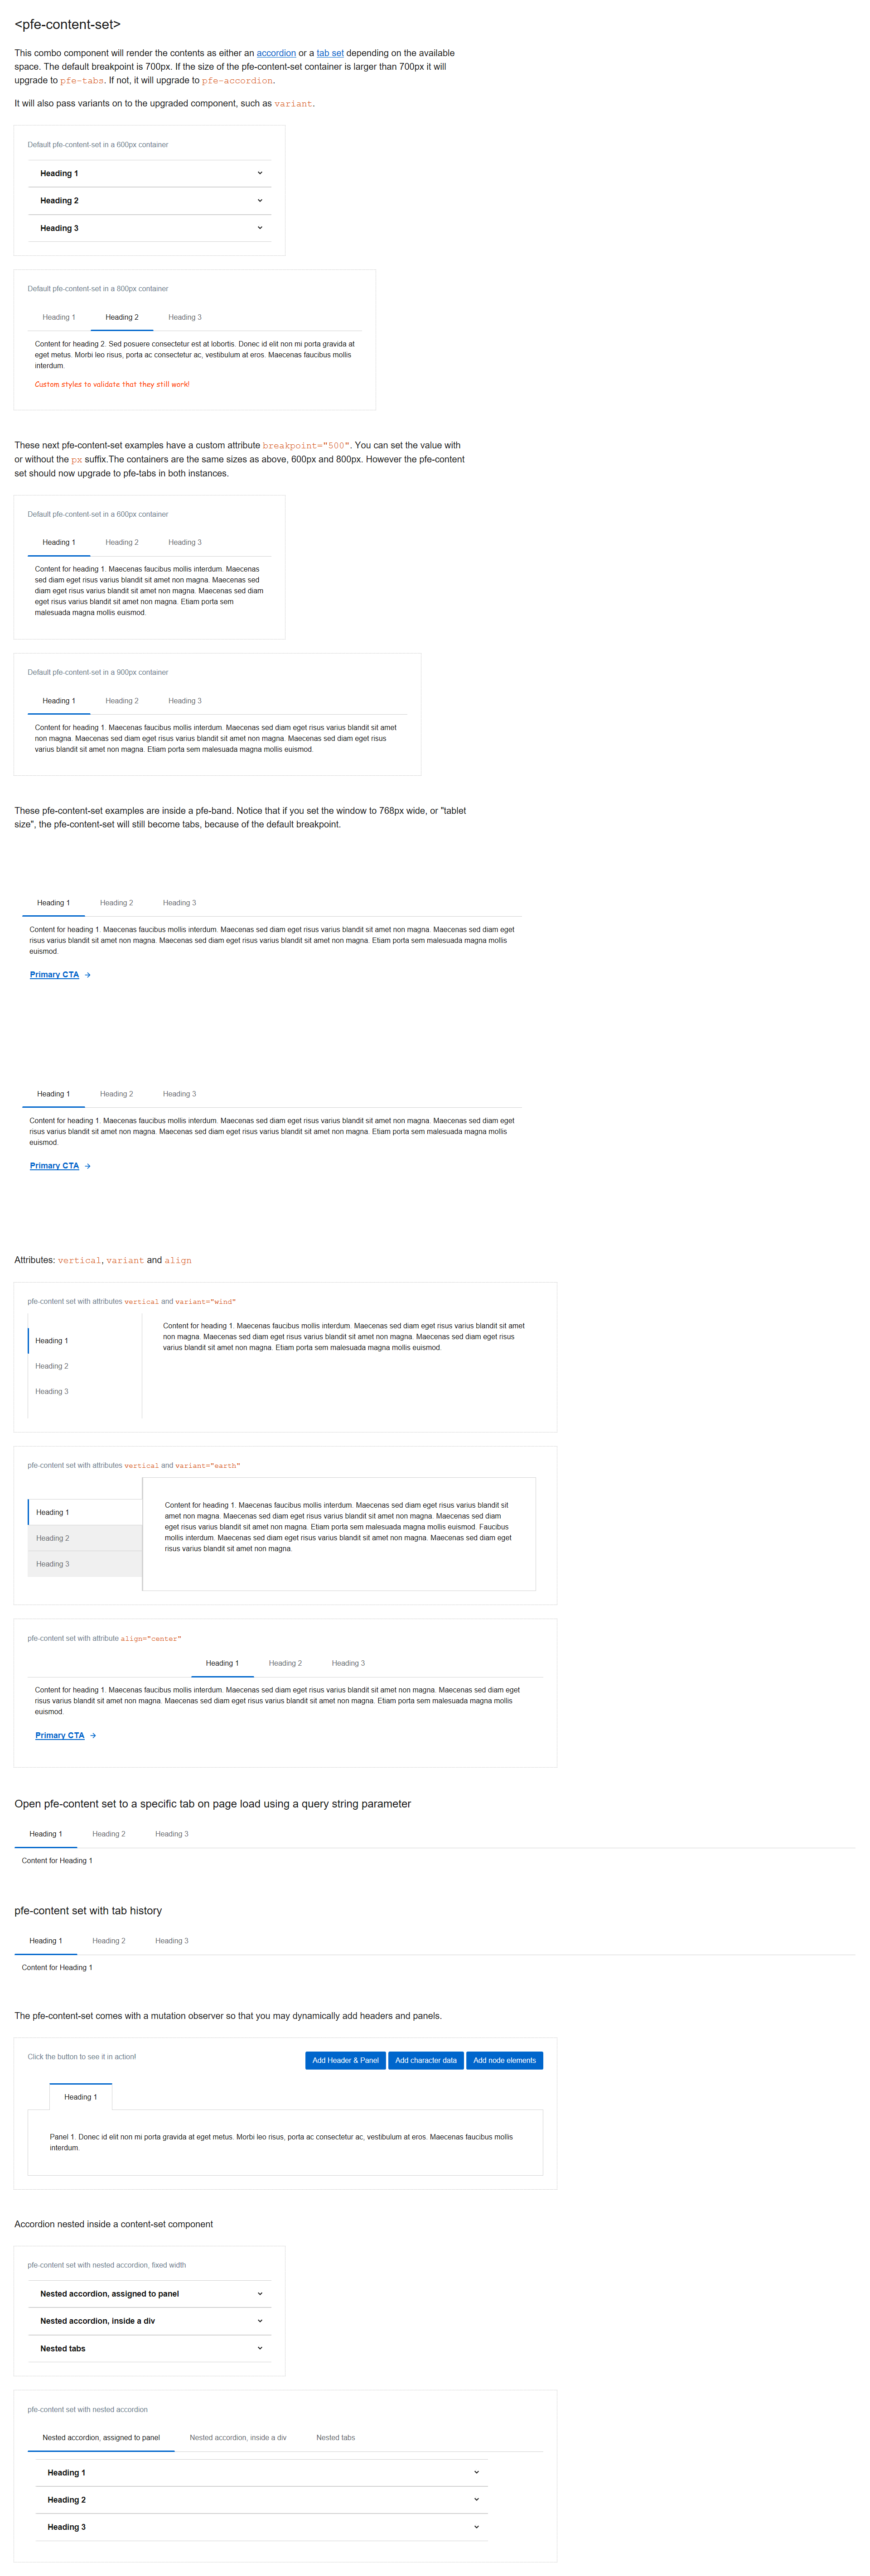 <pfe-content-set>
This combo component will render the contents as either an accordion or a tab set depending on the available
space. The default breakpoint is 700px. If the size of the pfe-content-set container is larger than 700px it will
upgrade to pfe-tabs. If not, it will upgrade to pfe-accordion.
It will also pass variants on to the upgraded component, such as variant.
Default pfe-content-set in a 600px container
Heading 1
Heading 2
Heading 3
Default pfe-content-set in a 800px container
Heading 1 Heading 2 Heading 3
Content for heading 2. Sed posuere consectetur est at lobortis. Donec id elit non mi porta gravida at
eget metus. Morbi leo risus, porta ac consectetur ac, vestibulum at eros. Maecenas faucibus mollis
interdum.
Custom styles to validate that they still work!
These next pfe-content-set examples have a custom attribute breakpoint="500". You can set the value with
or without the px suffix.The containers are the same sizes as above, 600px and 800px. However the pfe-content
set should now upgrade to pfe-tabs in both instances.
Default pfe-content-set in a 600px container
Heading 1 Heading 2 Heading 3
Content for heading 1. Maecenas faucibus mollis interdum. Maecenas
sed diam eget risus varius blandit sit amet non magna. Maecenas sed
diam eget risus varius blandit sit amet non magna. Maecenas sed diam
eget risus varius blandit sit amet non magna. Etiam porta sem
malesuada magna mollis euismod.
Default pfe-content-set in a 900px container
Heading 1 Heading 2 Heading 3
Content for heading 1. Maecenas faucibus mollis interdum. Maecenas sed diam eget risus varius blandit sit amet
non magna. Maecenas sed diam eget risus varius blandit sit amet non magna. Maecenas sed diam eget risus
varius blandit sit amet non magna. Etiam porta sem malesuada magna mollis euismod.
These pfe-content-set examples are inside a pfe-band. Notice that if you set the window to 768px wide, or "tablet
size", the pfe-content-set will still become tabs, because of the default breakpoint.
Heading 1 Heading 2 Heading 3
Content for heading 1. Maecenas faucibus mollis interdum. Maecenas sed diam eget risus varius blandit sit amet non magna. Maecenas sed diam eget
risus varius blandit sit amet non magna. Maecenas sed diam eget risus varius blandit sit amet non magna. Etiam porta sem malesuada magna mollis
euismod.
Primary CTA
Heading 1 Heading 2 Heading 3
Content for heading 1. Maecenas faucibus mollis interdum. Maecenas sed diam eget risus varius blandit sit amet non magna. Maecenas sed diam eget
risus varius blandit sit amet non magna. Maecenas sed diam eget risus varius blandit sit amet non magna. Etiam porta sem malesuada magna mollis
euismod.
Primary CTA
Attributes: vertical, variant and align
pfe-content set with attributes vertical and variant="wind"
Heading 1
Heading 2
Heading 3
Content for heading 1. Maecenas faucibus mollis interdum. Maecenas sed diam eget risus varius blandit sit amet
non magna. Maecenas sed diam eget risus varius blandit sit amet non magna. Maecenas sed diam eget risus
varius blandit sit amet non magna. Etiam porta sem malesuada magna mollis euismod.
pfe-content set with attributes vertical and variant="earth"
Heading 1
Heading 2
Heading 3
Content for heading 1. Maecenas faucibus mollis interdum. Maecenas sed diam eget risus varius blandit sit
amet non magna. Maecenas sed diam eget risus varius blandit sit amet non magna. Maecenas sed diam
eget risus varius blandit sit amet non magna. Etiam porta sem malesuada magna mollis euismod. Faucibus
mollis interdum. Maecenas sed diam eget risus varius blandit sit amet non magna. Maecenas sed diam eget
risus varius blandit sit amet non magna.
pfe-content set with attribute align="center"
Heading 1 Heading 2 Heading 3
Content for heading 1. Maecenas faucibus mollis interdum. Maecenas sed diam eget risus varius blandit sit amet non magna. Maecenas sed diam eget
risus varius blandit sit amet non magna. Maecenas sed diam eget risus varius blandit sit amet non magna. Etiam porta sem malesuada magna mollis
euismod.
Primary CTA
Open pfe-content set to a specific tab on page load using a query string parameter
Heading 1 Heading 2 Heading 3
Content for Heading 1
pfe-content set with tab history
Heading 1 Heading 2 Heading 3
Content for Heading 1
The pfe-content-set comes with a mutation observer so that you may dynamically add headers and panels.
Click the button to see it in action! Add Header & Panel Add character data Add node elements
Heading 1
Panel 1. Donec id elit non mi porta gravida at eget metus. Morbi leo risus, porta ac consectetur ac, vestibulum at eros. Maecenas faucibus mollis
interdum.
Accordion nested inside a content-set component
pfe-content set with nested accordion, fixed width
Nested accordion, assigned to panel
Nested accordion, inside a div
Nested tabs
pfe-content set with nested accordion
Nested accordion, assigned to panel Nested accordion, inside a div Nested tabs
Heading 1
Heading 2
Heading 3